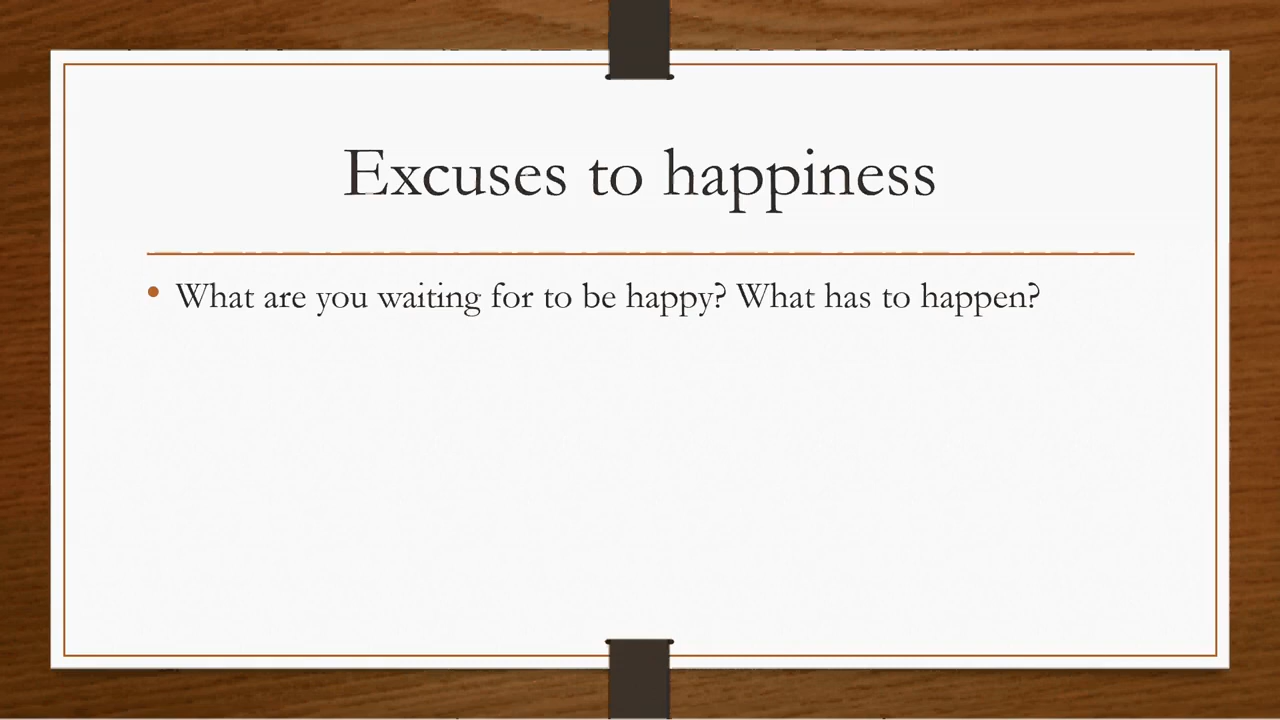 Excuses to happiness
• What are you waiting for to be happy? What has to happen?